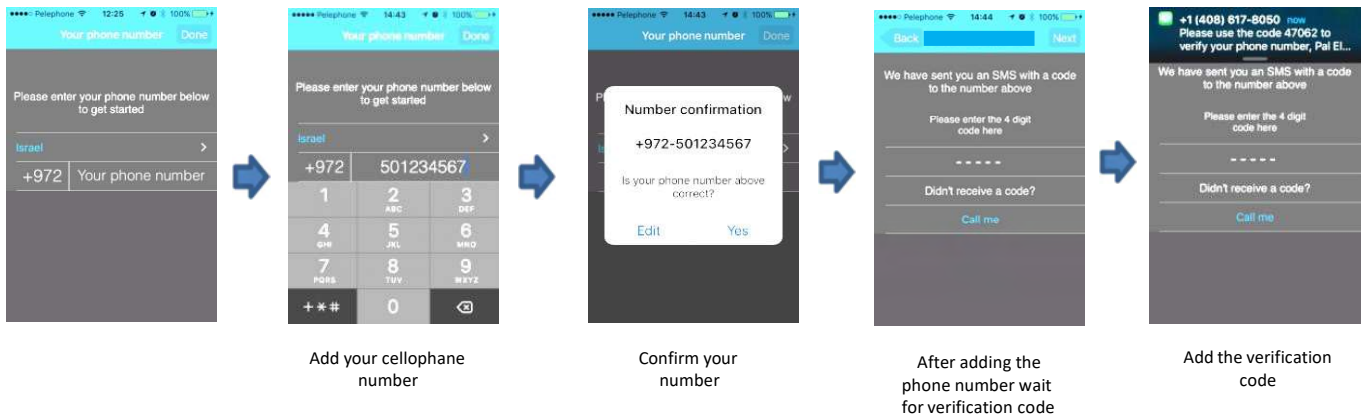 Pelephone 12:25 100%
Your phone number Done
Please enter your phone number below
to get started
Israel >
+972 Your phone number
Pelephone 14:43 100%
Your phone number Done
Please enter your phone number below
to get started
Israel >
+972 501234567
1 2 3
ABC DEF
4 5 6
GHI JKL MNO
7 8 9
PQRS TUV WXYZ
+*# 0
Add your cellophane
number
Pelephone 14:43 100%
Your phone number Done
Number confirmation
+972-501234567
Is your phone number above
correct?
Edit Yes
Confirm your
number
Pelephone 14:44 100%
Back Next
We have sent you an SMS with a code
to the number above
Please enter the 4 digit
code here
- - - - -
Didn't receive a code?
Call me
After adding the
phone number wait
for verification code
+1 (408) 617-8050 now
Please use the code 47062 to
verify your phone number, Pal El...
We have sent you an SMS with a code
to the number above
Please enter the 4 digit
code here
- - - - -
Didn't receive a code?
Call me
Add the verification
code